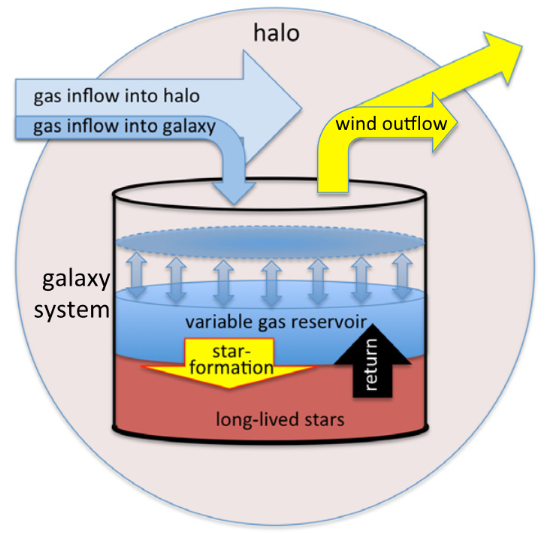 halo
gas inflow into halo
gas inflow into galaxy
wind outflow
galaxy
system
variable gas reservoir
star-
formation
return
long-lived stars